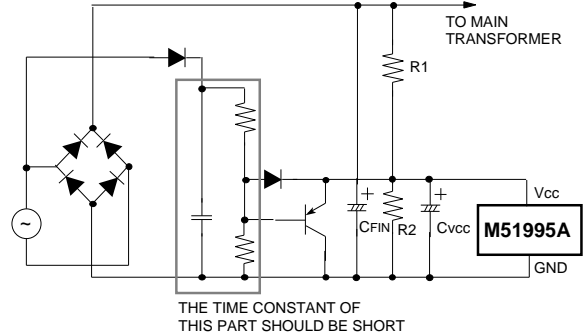 TO MAIN
TRANSFORMER
R1
~
CFIN
R2
CVCC
Vcc
M51995A
GND
THE TIME CONSTANT OF
THIS PART SHOULD BE SHORT